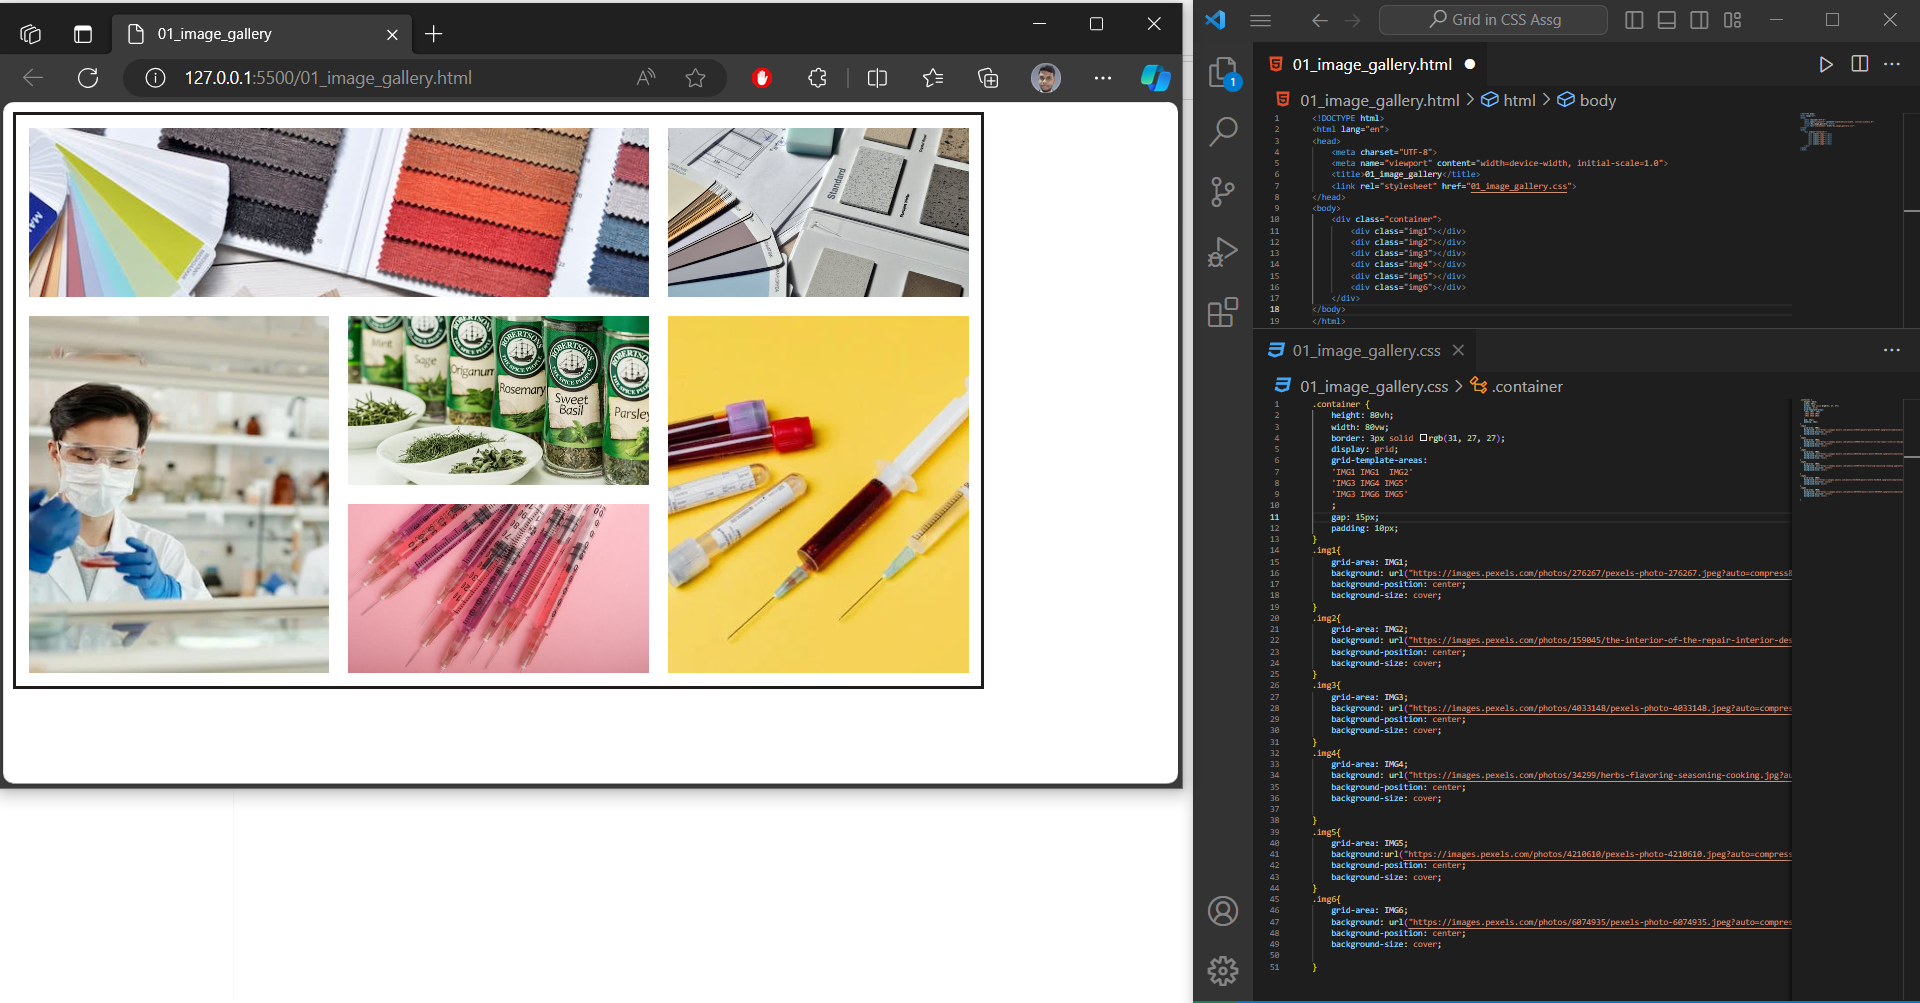 01_image_gallery
127.0.0.1:5500/01_image_gallery.html
MA
Standard
Mint
Sage
Origanum
ROBERTSONS
THE SPICE PEOPLE
Rosemary
ROBERTSONS
THE SPICE PEOPLE
Sweet
Basil
Parsley
Grid in CSS Assg
1
01_image_gallery.html
01_image_gallery.html > html > body
1 <!DOCTYPE html>
2 <html lang="en">
3 <head>
4 <meta charset="UTF-8">
5 <meta name="viewport" content="width=device-width, initial-scale=1.0">
6 <title>01_image_gallery</title>
7 <link rel="stylesheet" href="01_image_gallery.css">
8 </head>
9 <body>
10 <div class="container">
11 <div class="img1"></div>
12 <div class="img2"></div>
13 <div class="img3"></div>
14 <div class="img4"></div>
15 <div class="img5"></div>
16 <div class="img6"></div>
17 </div>
18 </body>
19 </html>
01_image_gallery.css
01_image_gallery.css > .container
1 .container {
2 height: 80vh;
3 width: 80vw;
4 border: 3px solid rgb(31, 27, 27);
5 display: grid;
6 grid-template-areas:
7 'IMG1 IMG1  IMG2'
8 'IMG3 IMG4 IMG5'
9 'IMG3 IMG6 IMG5'
10 ;
11 gap: 15px;
12 padding: 10px;
13 }
14 .img1{
15 grid-area: IMG1;
16 background: url("https://images.pexels.com/photos/276267/pexels-photo-276267.jpeg?auto=compress&
17 background-position: center;
18 background-size: cover;
19 }
20 .img2{
21 grid-area: IMG2;
22 background: url("https://images.pexels.com/photos/159045/the-interior-of-the-repair-interior-des
23 background-position: center;
24 background-size: cover;
25 }
26 .img3{
27 grid-area: IMG3;
28 background: url("https://images.pexels.com/photos/4033148/pexels-photo-4033148.jpeg?auto=compres
29 background-position: center;
30 background-size: cover;
31 }
32 .img4{
33 grid-area: IMG4;
34 background: url("https://images.pexels.com/photos/34299/herbs-flavoring-seasoning-cooking.jpg?au
35 background-position: center;
36 background-size: cover;
37
38 }
39 .img5{
40 grid-area: IMG5;
41 background:url("https://images.pexels.com/photos/4210610/pexels-photo-4210610.jpeg?auto=compress
42 background-position: center;
43 background-size: cover;
44 }
45 .img6{
46 grid-area: IMG6;
47 background: url("https://images.pexels.com/photos/6074935/pexels-photo-6074935.jpeg?auto=compres
48 background-position: center;
49 background-size: cover;
50
51 }